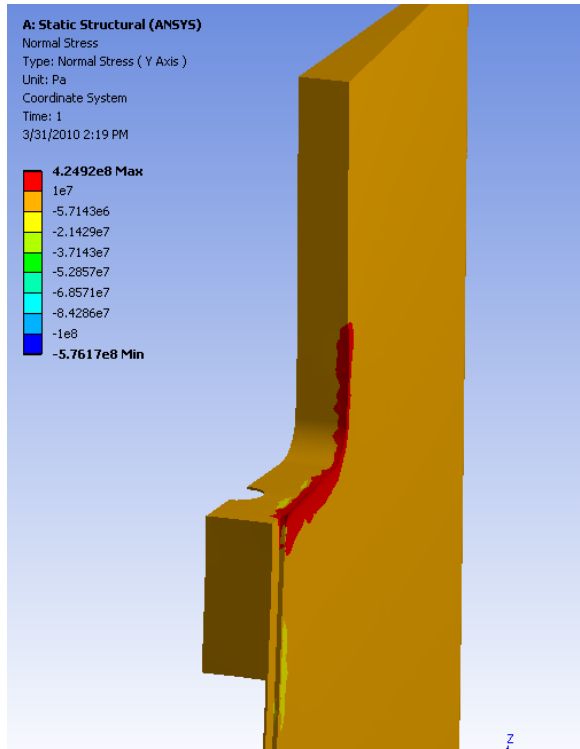 A: Static Structural (ANSYS)
Normal Stress
Type: Normal Stress ( Y Axis )
Unit: Pa
Coordinate System
Time: 1
3/31/2010 2:19 PM
4.2492e8 Max
1e7
-5.7143e6
-2.1429e7
-3.7143e7
-5.2857e7
-6.8571e7
-8.4286e7
-1e8
-5.7617e8 Min
Z